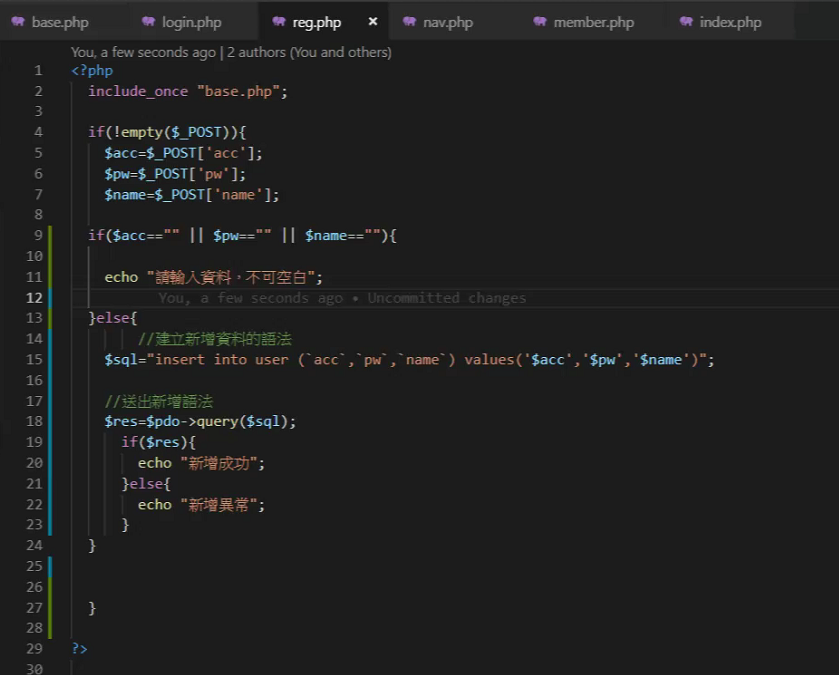 base.php login.php reg.php × nav.php member.php index.php
You, a few seconds ago | 2 authors (You and others)
1 <?php
2 include_once "base.php";
3
4 if(!empty($_POST)){
5 $acc=$_POST['acc'];
6 $pw=$_POST['pw'];
7 $name=$_POST['name'];
8
9 if($acc=="" || $pw=="" || $name==""){
10
11 echo "請輸入資料，不可空白";
12 You, a few seconds ago • Uncommitted changes
13 }else{
14 //建立新增資料的語法
15 $sql="insert into user (`acc`,`pw`,`name`) values('$acc','$pw','$name')";
16
17 //送出新增語法
18 $res=$pdo->query($sql);
19 if($res){
20 echo "新增成功";
21 }else{
22 echo "新增異常";
23 }
24 }
25
26
27 }
28
29 ?>
30